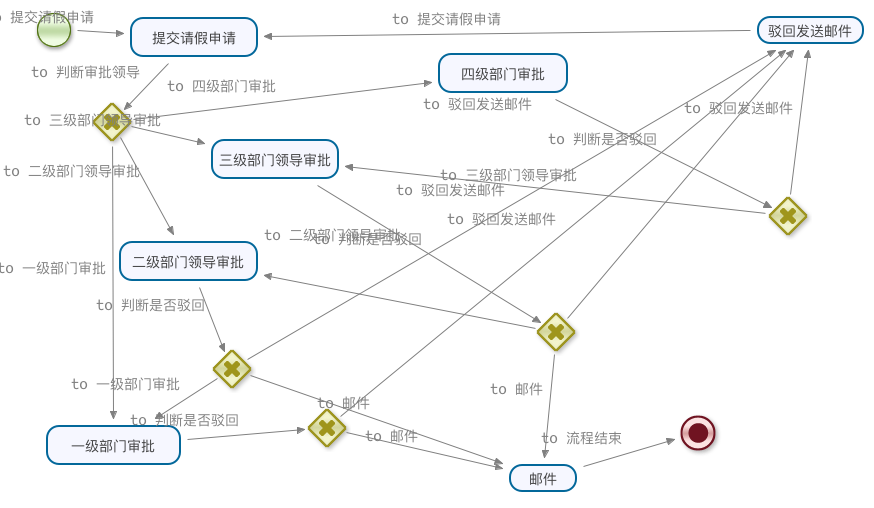 to 提交请假申请
to 提交请假申请
提交请假申请
驳回发送邮件
to 判断审批领导
to 四级部门审批
四级部门审批
to 驳回发送邮件
to 驳回发送邮件
to 三级部门领导审批
to 判断是否驳回
三级部门领导审批
to 二级部门领导审批
to 三级部门领导审批
to 驳回发送邮件
to 驳回发送邮件
to 二级部门领导审批
to 判断是否驳回
二级部门领导审批
to 一级部门审批
to 判断是否驳回
to 一级部门审批
to 邮件
to 邮件
to 判断是否驳回
to 邮件
to 流程结束
一级部门审批
邮件